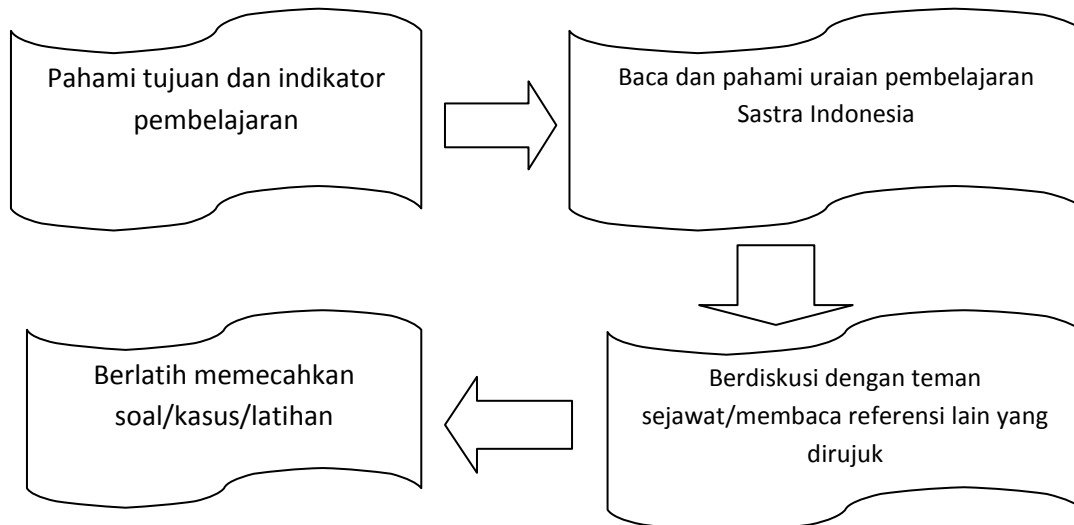 Pahami tujuan dan indikator
pembelajaran
Baca dan pahami uraian pembelajaran
Sastra Indonesia
Berdiskusi dengan teman
sejawat/membaca referensi lain yang
dirujuk
Berlatih memecahkan
soal/kasus/latihan